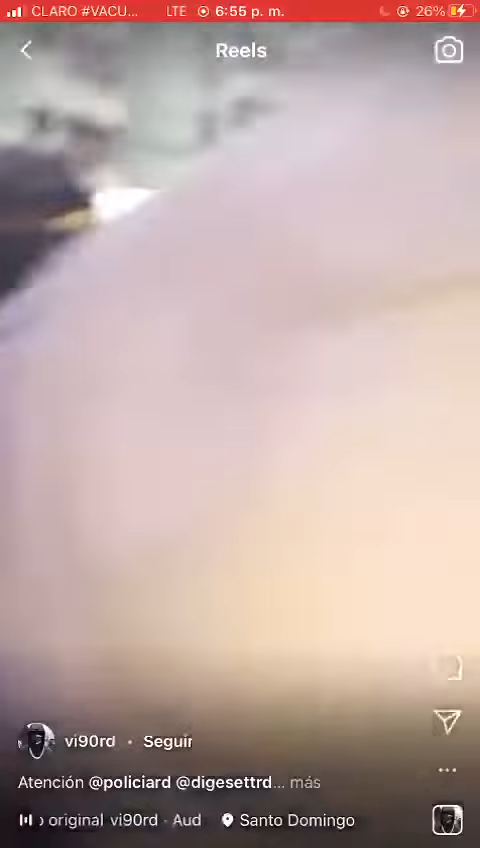 CLARO #VACU... LTE 6:55 p. m. 26%
Reels
vi90rd • Seguir
Atención @policiard @digesettrd... más
original vi90rd · Aud Santo Domingo